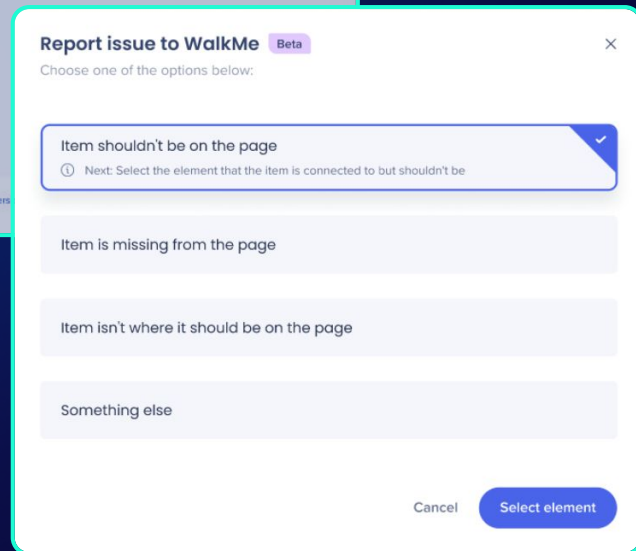 Report issue to WalkMe Beta
Choose one of the options below:
Item shouldn't be on the page
Next: Select the element that the item is connected to but shouldn't be
Item is missing from the page
Item isn't where it should be on the page
Something else
Cancel Select element